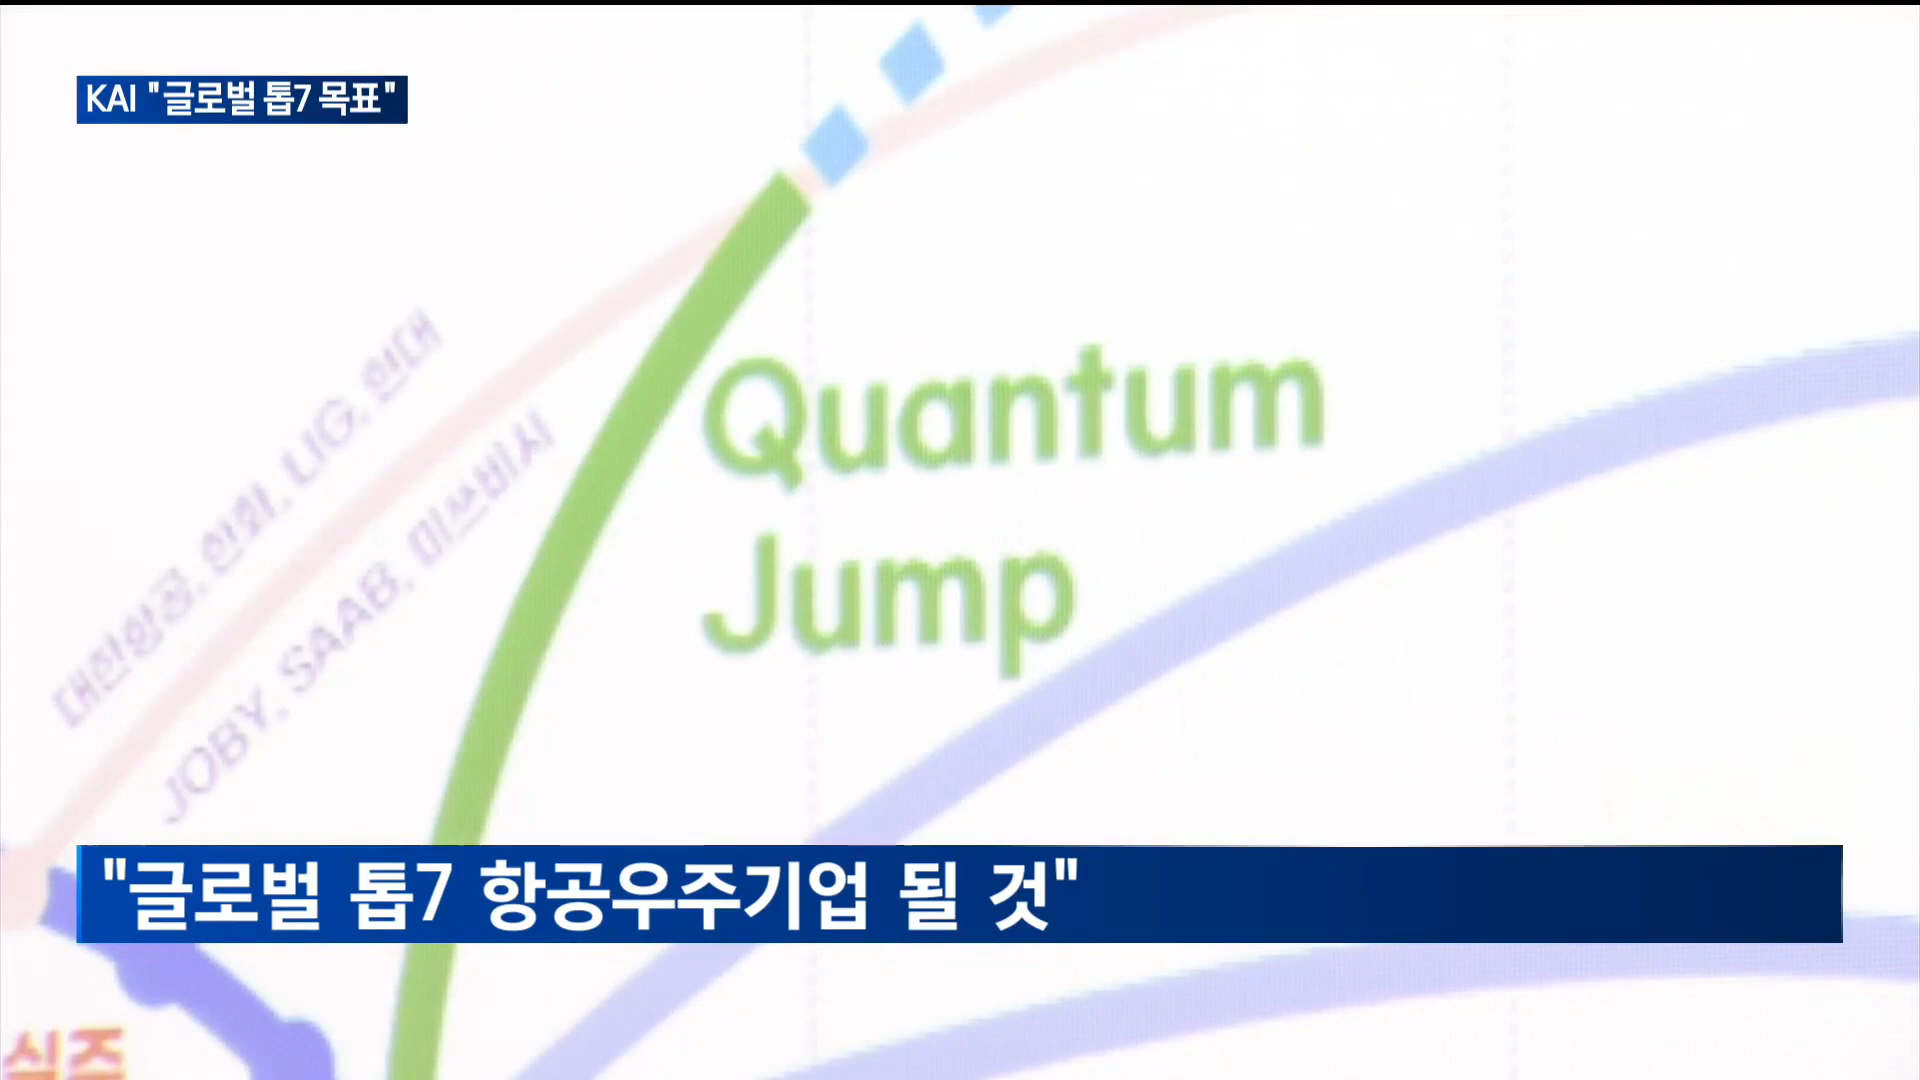 KAI "글로벌 톱7 목표"
Quantum
Jump
대한항공, 한화, LIG, 현대
JOBY, SAAB, 미쓰비시
"글로벌 톱7 항공우주기업 될 것"